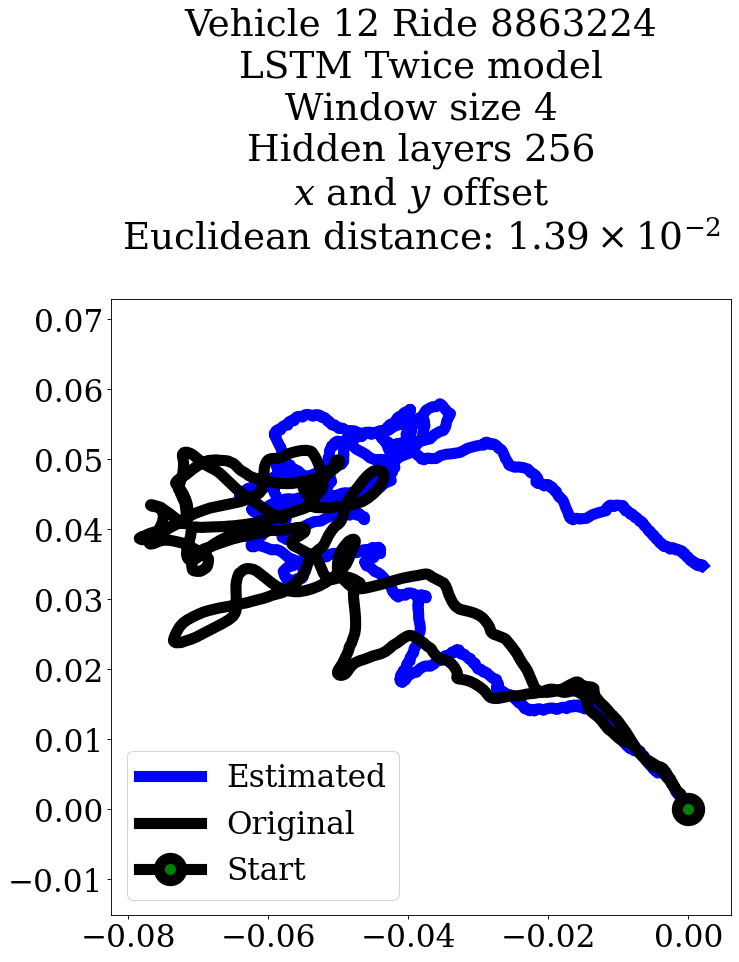 Vehicle 12 Ride 8863224
LSTM Twice model
Window size 4
Hidden layers 256
x and y offset
Euclidean distance: 1.39 × 10⁻²
0.07
0.06
0.05
0.04
0.03
0.02
0.01
0.00
−0.01
Estimated
Original
Start
−0.08 −0.06 −0.04 −0.02 0.00